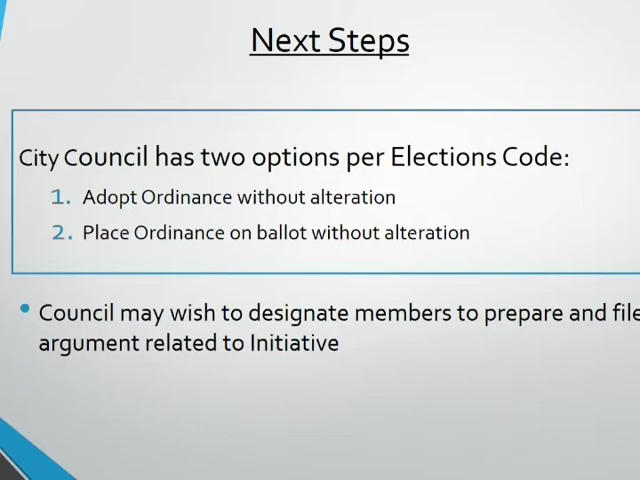 Next Steps
City Council has two options per Elections Code:
1. Adopt Ordinance without alteration
2. Place Ordinance on ballot without alteration
• Council may wish to designate members to prepare and file
argument related to Initiative